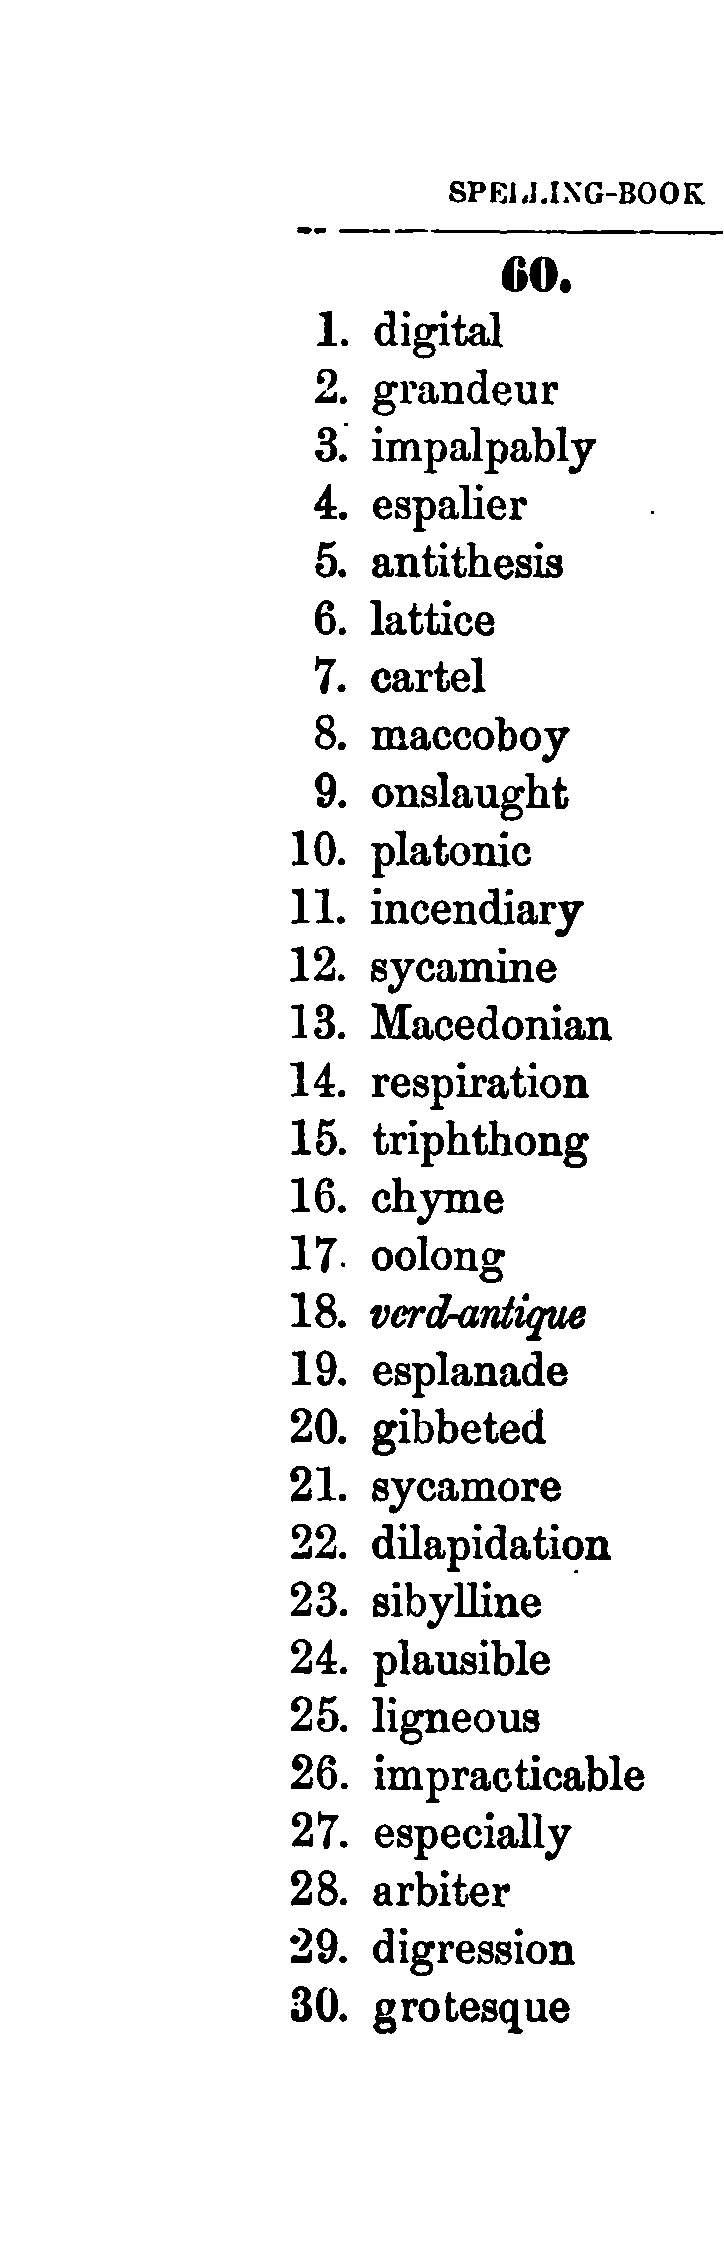 SPELLING-BOOK
60.
1. digital
2. grandeur
3. impalpably
4. espalier
5. antithesis
6. lattice
7. cartel
8. maccoboy
9. onslaught
10. platonic
11. incendiary
12. sycamine
13. Macedonian
14. respiration
15. triphthong
16. chyme
17. oolong
18. verd-antique
19. esplanade
20. gibbeted
21. sycamore
22. dilapidation
23. sibylline
24. plausible
25. ligneous
26. impracticable
27. especially
28. arbiter
29. digression
30. grotesque